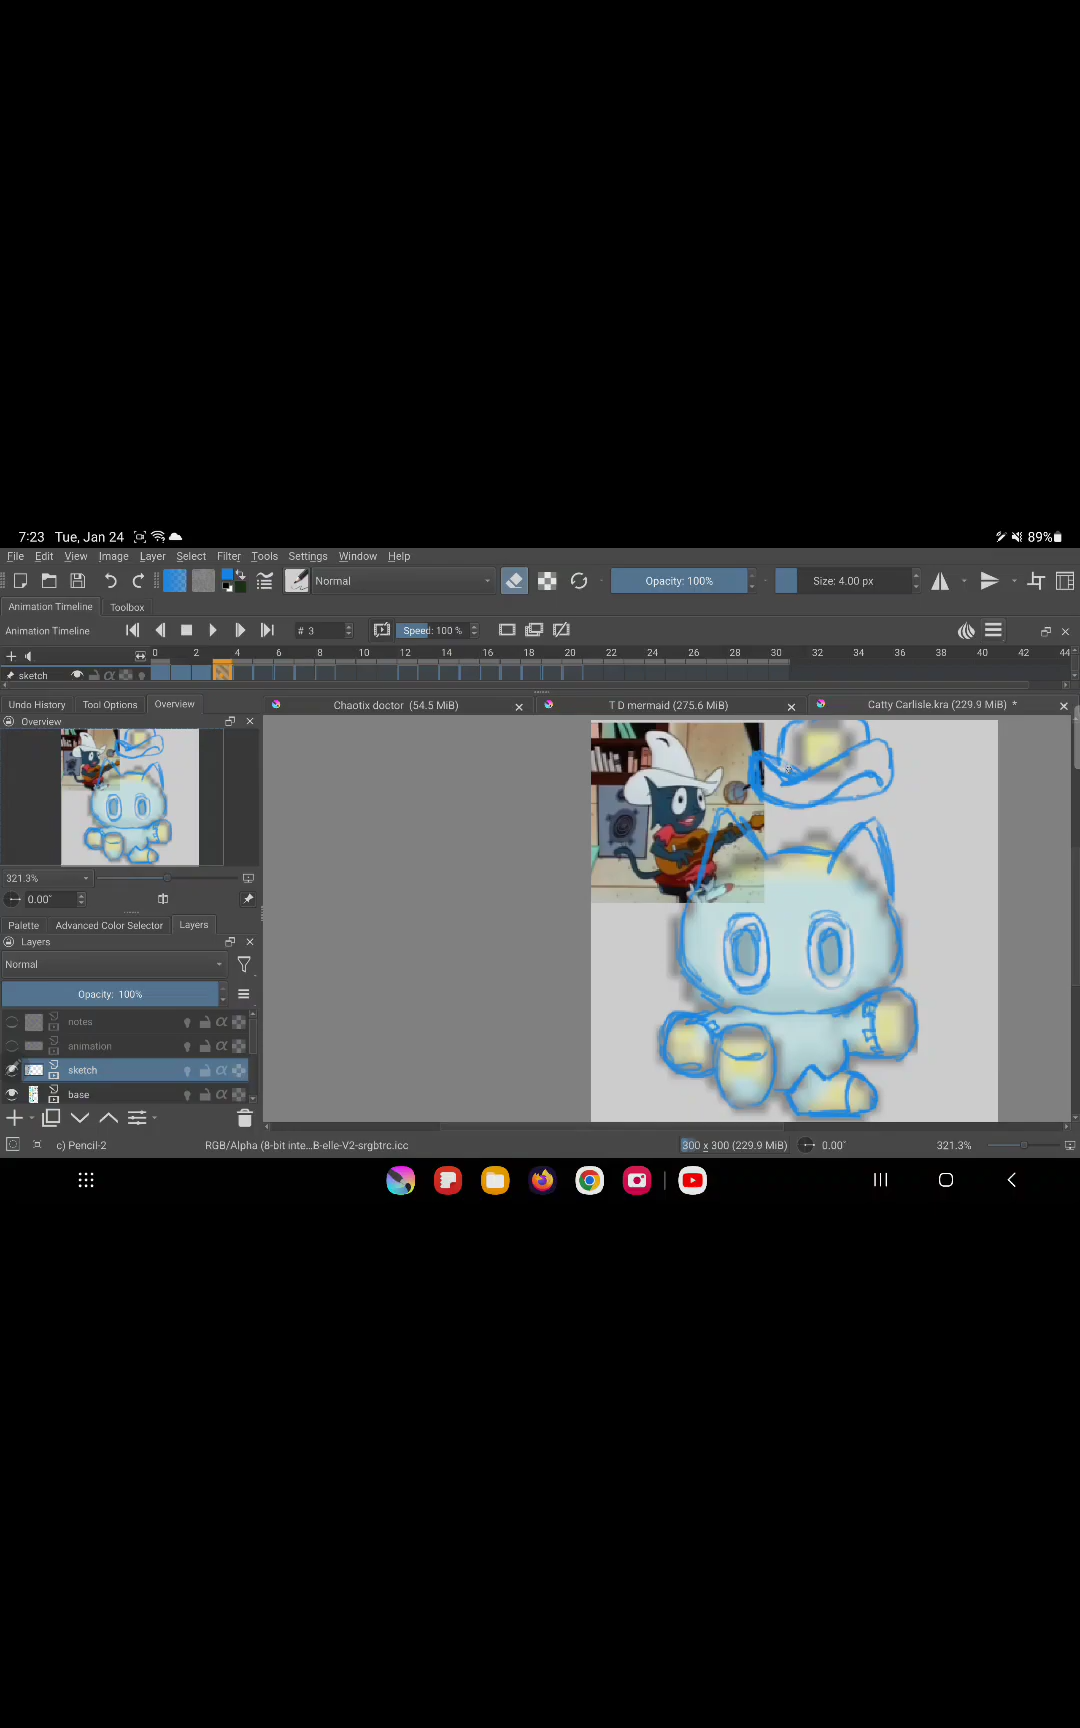 7:23 Tue, Jan 24 89%
File Edit View Image Layer Select Filter Tools Settings Window Help
Normal Opacity: 100% Size: 4.00 px
Animation Timeline Toolbox
Animation Timeline # 3 Speed: 100 %
0 2 4 6 8 10 12 14 16 18 20 22 24 26 28 30 32 34 36 38 40 42 44
sketch
Undo History Tool Options Overview Chaotix doctor (54.5 MiB) T D mermaid (275.6 MiB) Catty Carlisle.kra (229.9 MiB) *
Overview
321.3%
0.00°
Palette Advanced Color Selector Layers
Layers
Normal
Opacity: 100%
notes
animation
sketch
base
c) Pencil-2 RGB/Alpha (8-bit inte...B-elle-V2-srgbtrc.icc 300 x 300 (229.9 MiB) 0.00° 321.3%